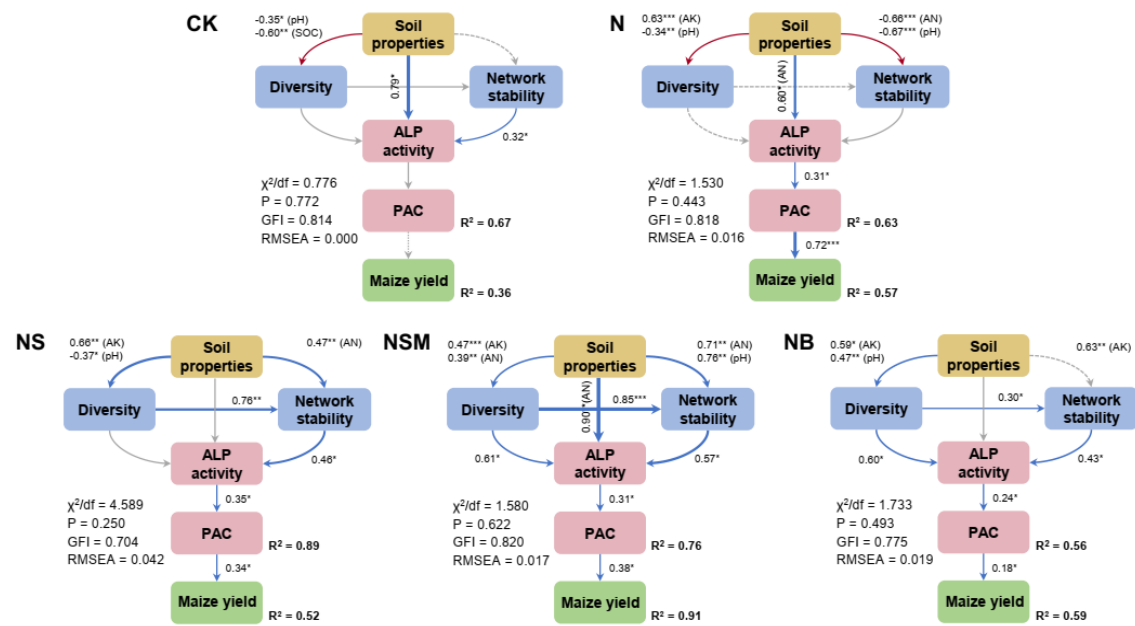 CK
-0.35* (pH)
-0.60** (SOC)
Soil
properties
Diversity
Network
stability
0.79*
0.32*
ALP
activity
χ²/df = 0.776
P = 0.772
GFI = 0.814
RMSEA = 0.000
PAC
R² = 0.67
Maize yield
R² = 0.36
N
0.63*** (AK)
-0.34** (pH)
Soil
properties
-0.66*** (AN)
-0.67*** (pH)
Diversity
Network
stability
0.60* (AN)
ALP
activity
0.31*
χ²/df = 1.530
P = 0.443
GFI = 0.818
RMSEA = 0.016
PAC
R² = 0.63
0.72***
Maize yield
R² = 0.57
NS
0.66** (AK)
-0.37* (pH)
Soil
properties
0.47** (AN)
Diversity
0.76**
Network
stability
ALP
activity
0.46*
0.35*
χ²/df = 4.589
P = 0.250
GFI = 0.704
RMSEA = 0.042
PAC
R² = 0.89
0.34*
Maize yield
R² = 0.52
NSM
0.47*** (AK)
0.39** (AN)
Soil
properties
0.71** (AN)
0.76** (pH)
Diversity
0.85***
Network
stability
0.90*(AN)
0.61*
ALP
activity
0.57*
0.31*
χ²/df = 1.580
P = 0.622
GFI = 0.820
RMSEA = 0.017
PAC
R² = 0.76
0.38*
Maize yield
R² = 0.91
NB
0.59* (AK)
0.47** (pH)
Soil
properties
0.63** (AN)
Diversity
0.30*
Network
stability
0.60*
ALP
activity
0.43*
0.24*
χ²/df = 1.733
P = 0.493
GFI = 0.775
RMSEA = 0.019
PAC
R² = 0.56
0.18*
Maize yield
R² = 0.59